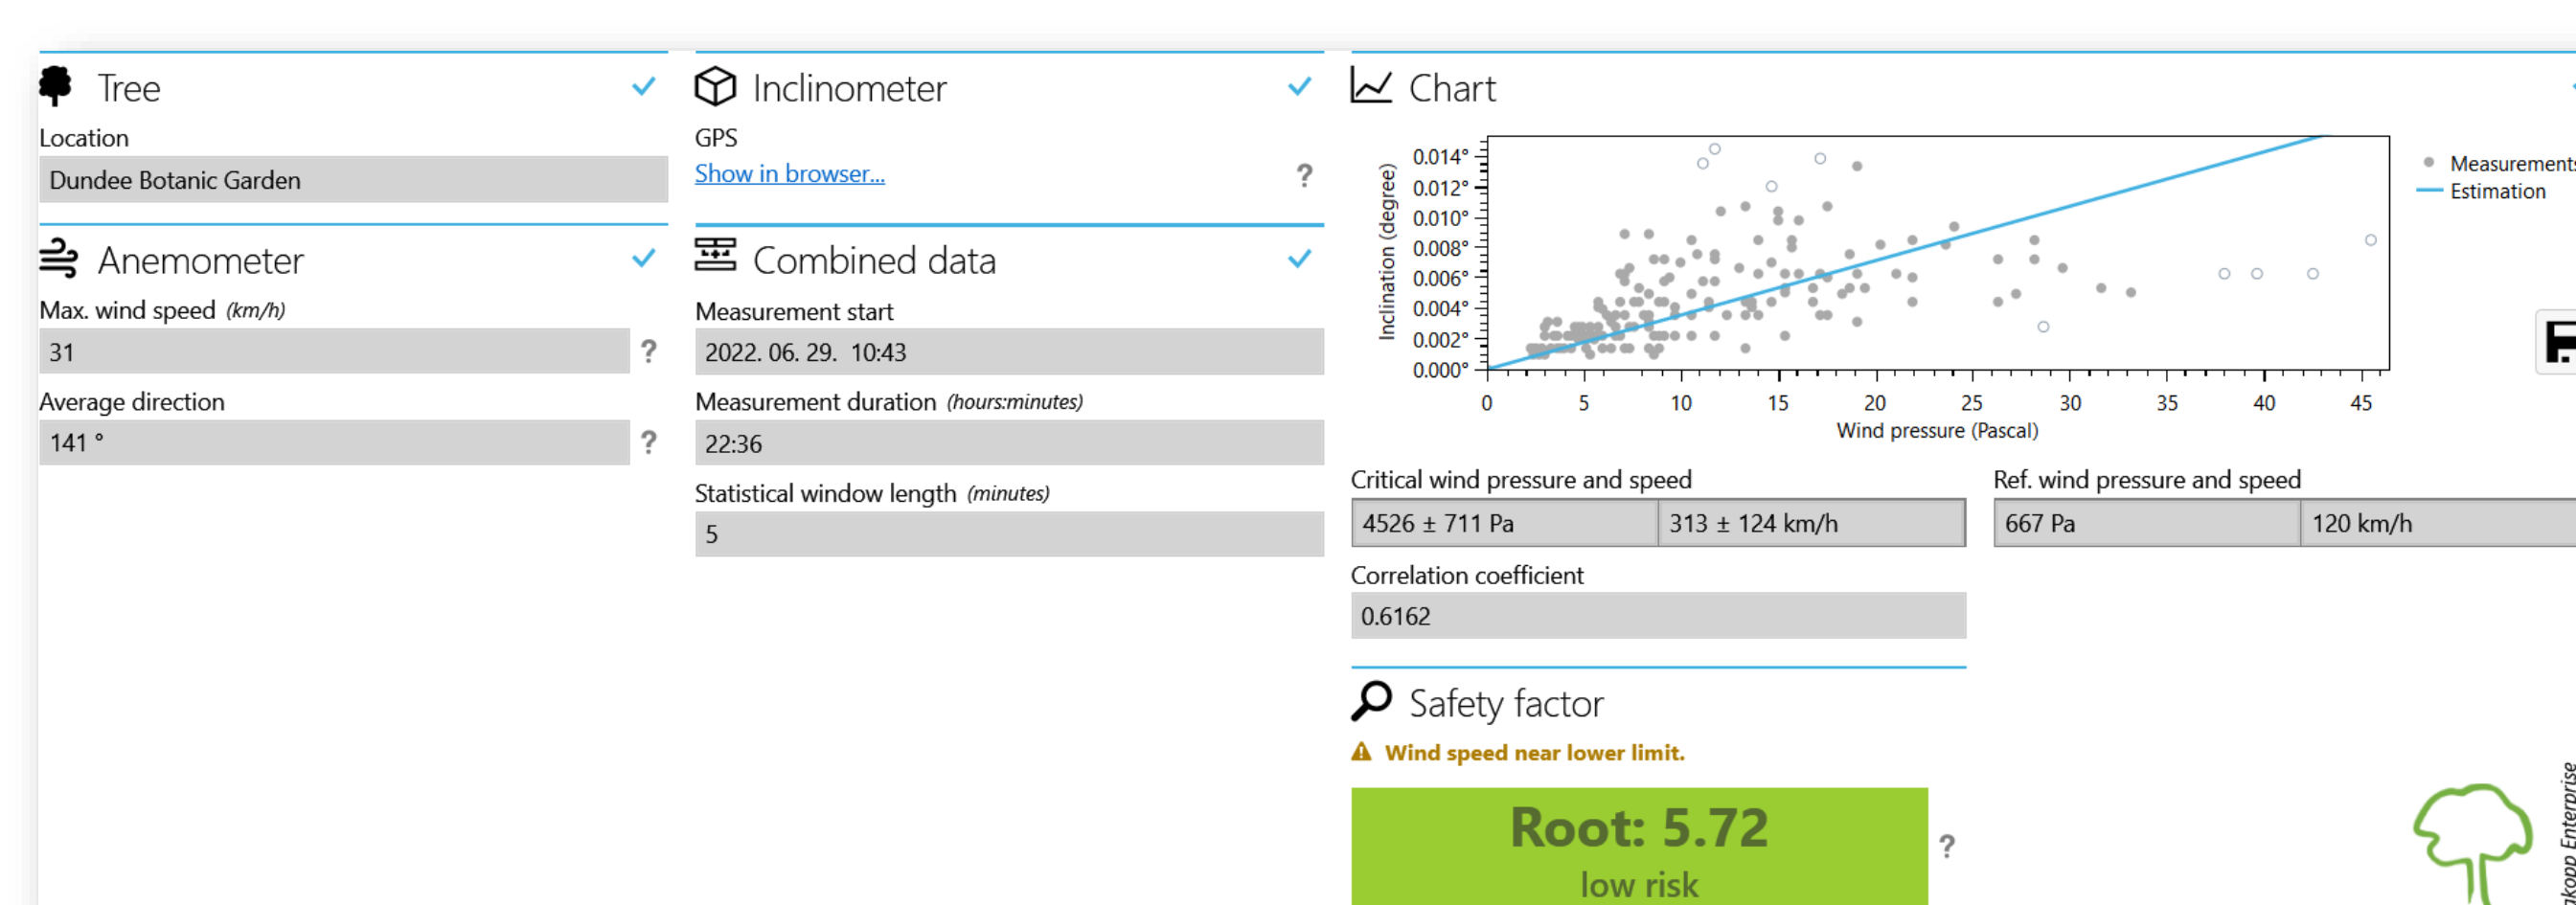 Tree
Location
Dundee Botanic Garden
Anemometer
Max. wind speed (km/h)
31
?
Average direction
141 °
?
Inclinometer
GPS
Show in browser...
?
Combined data
Measurement start
2022. 06. 29. 10:43
Measurement duration (hours:minutes)
22:36
Statistical window length (minutes)
5
Chart
Inclination (degree)
0.014°
0.012°
0.010°
0.008°
0.006°
0.004°
0.002°
0.000°
0 5 10 15 20 25 30 35 40 45
Wind pressure (Pascal)
Measurements
Estimation
Critical wind pressure and speed
4526 ± 711 Pa 313 ± 124 km/h
Ref. wind pressure and speed
667 Pa 120 km/h
Correlation coefficient
0.6162
Safety factor
Wind speed near lower limit.
Root: 5.72
low risk
?
Enterprise